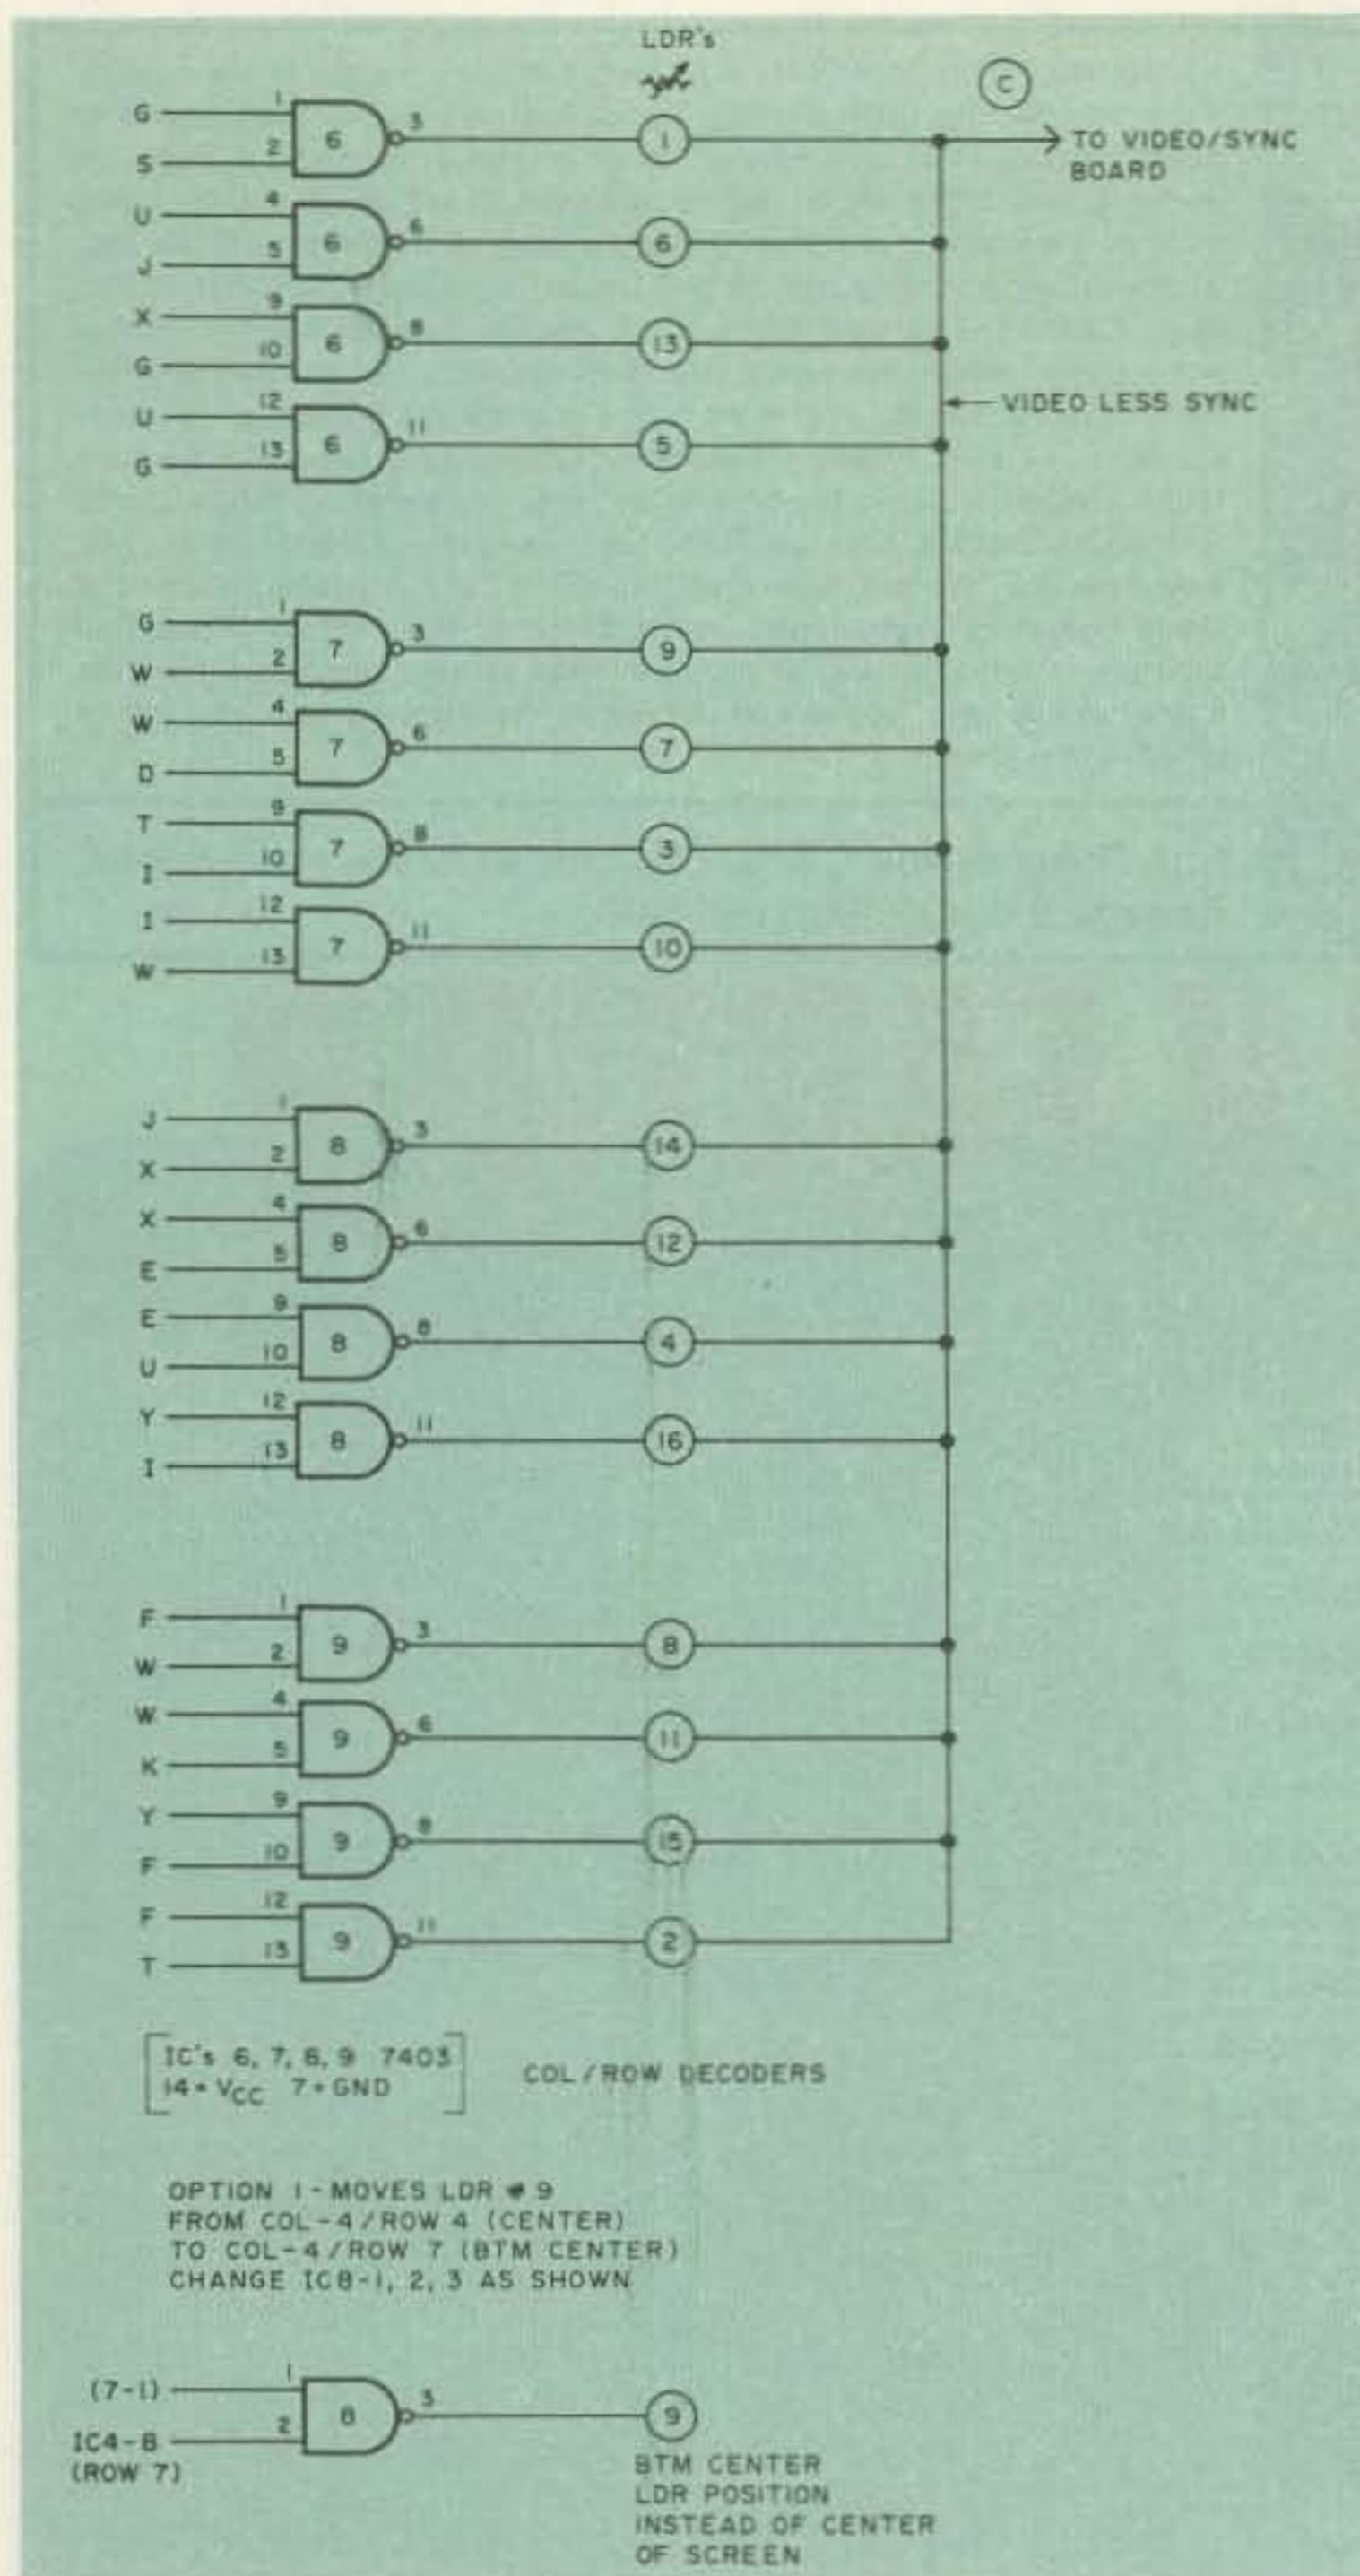 LDR's
C
G 1
6 3 1 TO VIDEO/SYNC
S 2 BOARD
U 4
6 6 6
J 5
X 9
6 8 13
G 10
VIDEO LESS SYNC
U 12
6 11 5
G 13
G 1
7 3 9
W 2
W 4
7 6 7
D 5
T 9
7 8 3
I 10
I 12
7 11 10
W 13
J 1
8 3 14
X 2
X 4
8 6 12
E 5
E 9
8 8 4
U 10
Y 12
8 11 16
I 13
F 1
9 3 8
W 2
W 4
9 6 11
K 5
Y 9
9 8 15
F 10
F 12
9 11 2
T 13
IC's 6, 7, 8, 9 7403
14 = VCC 7 = GND
COL/ROW DECODERS
OPTION 1 - MOVES LDR # 9
FROM COL-4/ROW 4 (CENTER)
TO COL-4/ROW 7 (BTM CENTER)
CHANGE IC8-1, 2, 3 AS SHOWN
(7-1) 1
8 3 9
IC4-8 2
(ROW 7)
BTM CENTER
LDR POSITION
INSTEAD OF CENTER
OF SCREEN